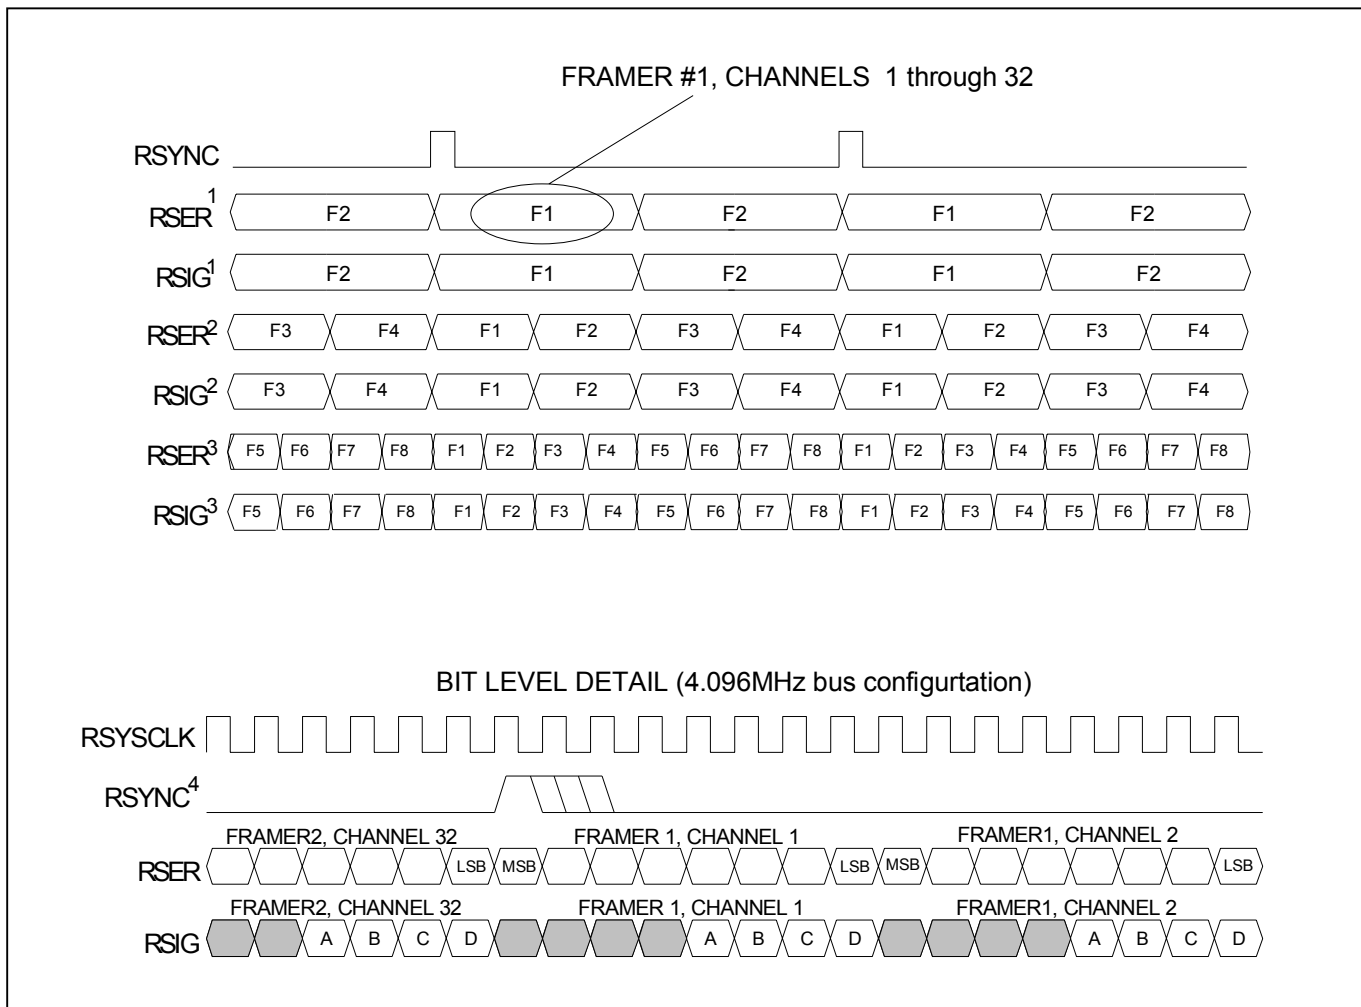 FRAMER #1, CHANNELS 1 through 32
RSYNC
RSER1 F2 F1 F2 F1 F2
RSIG1 F2 F1 F2 F1 F2
RSER2 F3 F4 F1 F2 F3 F4 F1 F2 F3 F4
RSIG2 F3 F4 F1 F2 F3 F4 F1 F2 F3 F4
RSER3 F5 F6 F7 F8 F1 F2 F3 F4 F5 F6 F7 F8 F1 F2 F3 F4 F5 F6 F7 F8
RSIG3 F5 F6 F7 F8 F1 F2 F3 F4 F5 F6 F7 F8 F1 F2 F3 F4 F5 F6 F7 F8
BIT LEVEL DETAIL (4.096MHz bus configurtation)
RSYSCLK
RSYNC4
FRAMER2, CHANNEL 32 FRAMER 1, CHANNEL 1 FRAMER1, CHANNEL 2
RSER LSB MSB LSB MSB LSB
FRAMER2, CHANNEL 32 FRAMER 1, CHANNEL 1 FRAMER1, CHANNEL 2
RSIG A B C D A B C D A B C D